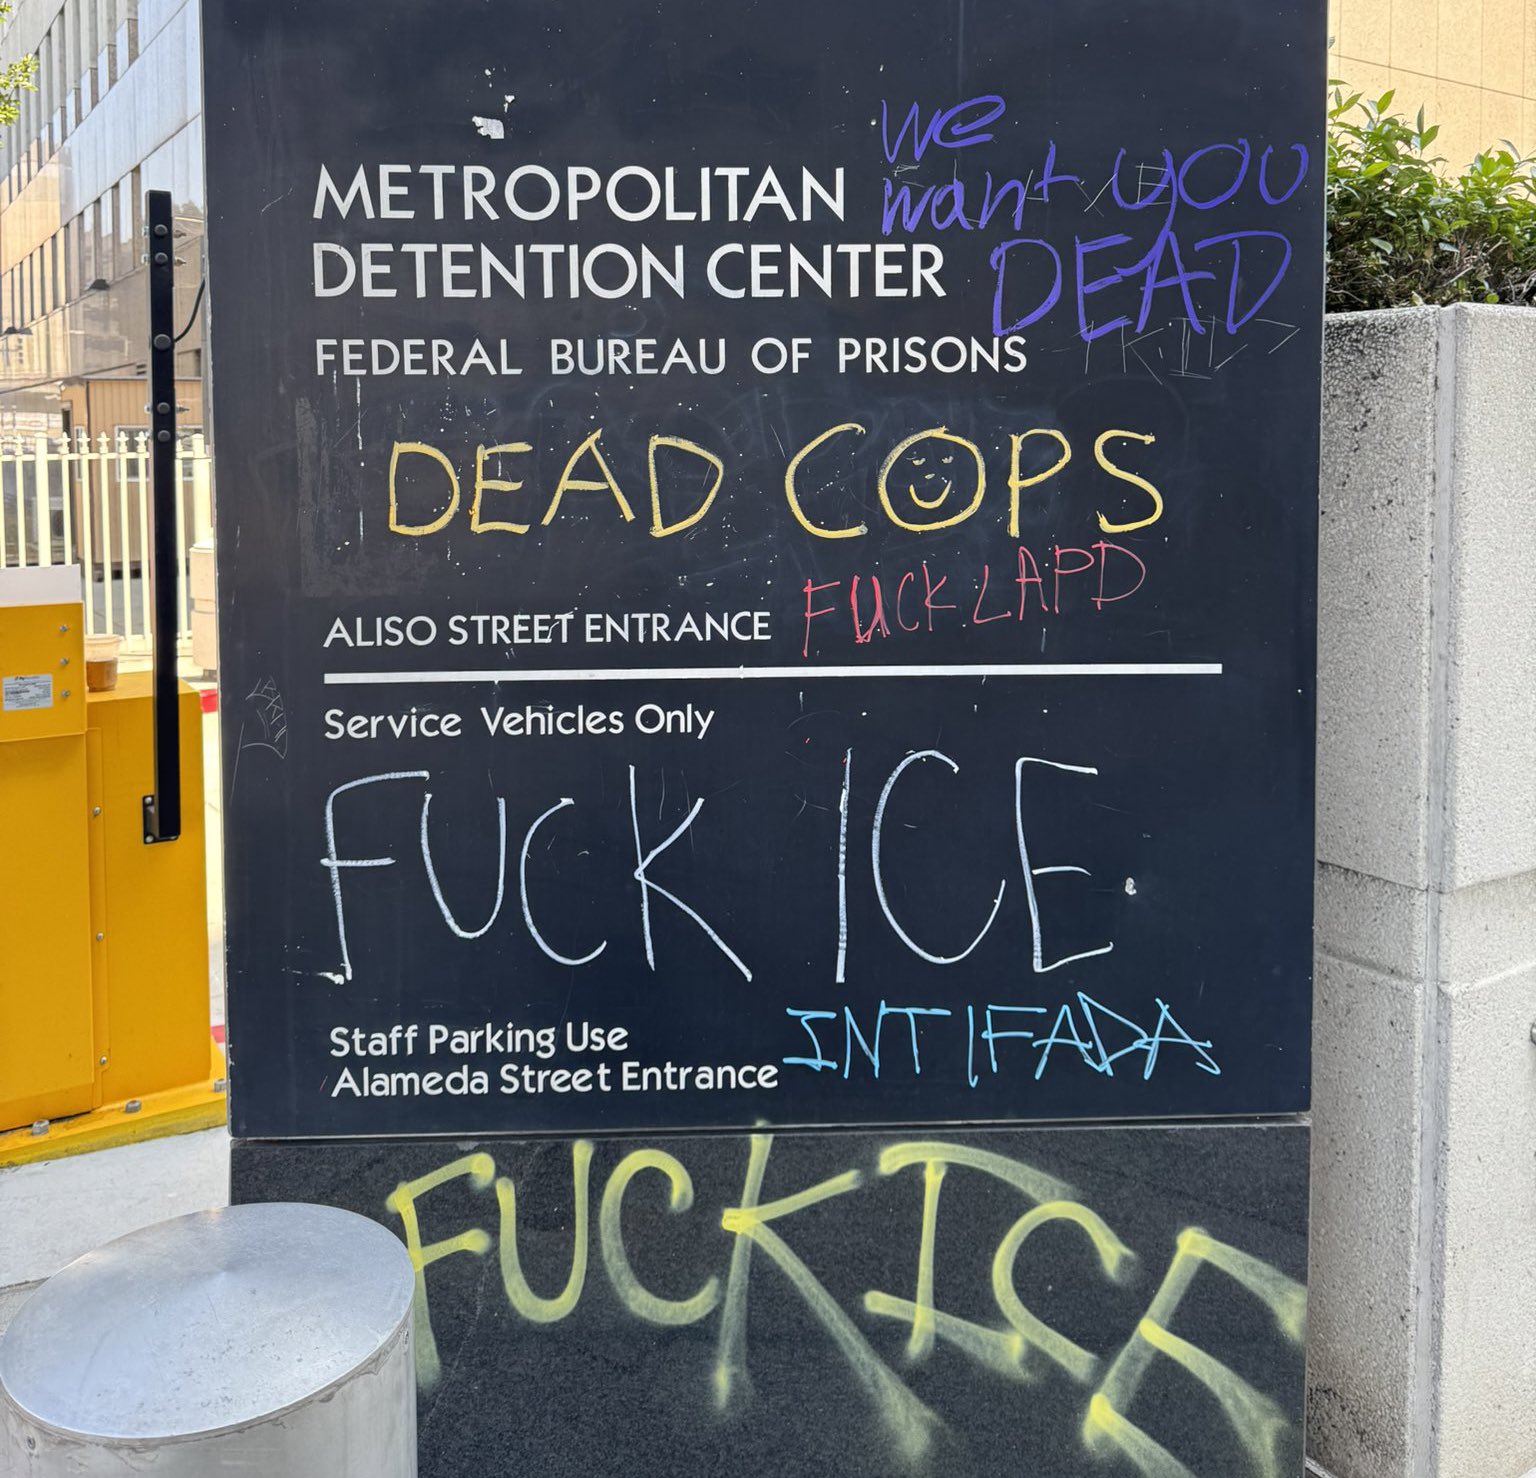 we
want you
METROPOLITAN
DETENTION CENTER
DEAD
FEDERAL BUREAU OF PRISONS
DEAD COPS
FUCK LAPD
ALISO STREET ENTRANCE
Service Vehicles Only
FUCK ICE
Staff Parking Use
INTIFADA
Alameda Street Entrance
FUCK ICE